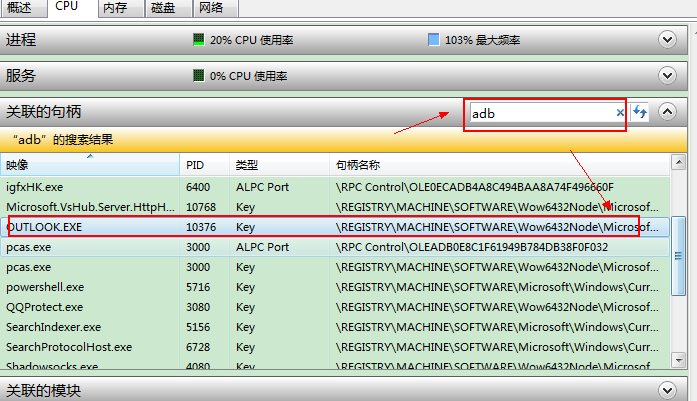 概述 CPU 内存 磁盘 网络
进程 20% CPU 使用率 103% 最大频率
服务 0% CPU 使用率
关联的句柄 adb
“adb”的搜索结果
映像 PID 类型 句柄名称
igfxHK.exe 6400 ALPC Port \RPC Control\OLE0ECADB4A8C494BAA8A74F496660F
Microsoft.VsHub.Server.HttpH... 10768 Key \REGISTRY\MACHINE\SOFTWARE\Wow6432Node\Microsof...
OUTLOOK.EXE 10376 Key \REGISTRY\MACHINE\SOFTWARE\Wow6432Node\Microsof...
pcas.exe 3000 ALPC Port \RPC Control\OLEADB0E8C1F61949B784DB38F0F032
pcas.exe 3000 Key \REGISTRY\MACHINE\SOFTWARE\Wow6432Node\Microsof...
powershell.exe 5716 Key \REGISTRY\MACHINE\SOFTWARE\Microsoft\Windows\Curr...
QQProtect.exe 3080 Key \REGISTRY\MACHINE\SOFTWARE\Wow6432Node\Microsof...
SearchIndexer.exe 5156 Key \REGISTRY\MACHINE\SOFTWARE\Microsoft\Windows\Curr...
SearchProtocolHost.exe 6728 Key \REGISTRY\MACHINE\SOFTWARE\Microsoft\Windows\Curr...
Shadowsocks.exe 4080 Key \REGISTRY\MACHINE\SOFTWARE\Wow6432Node\Microsof...
关联的模块